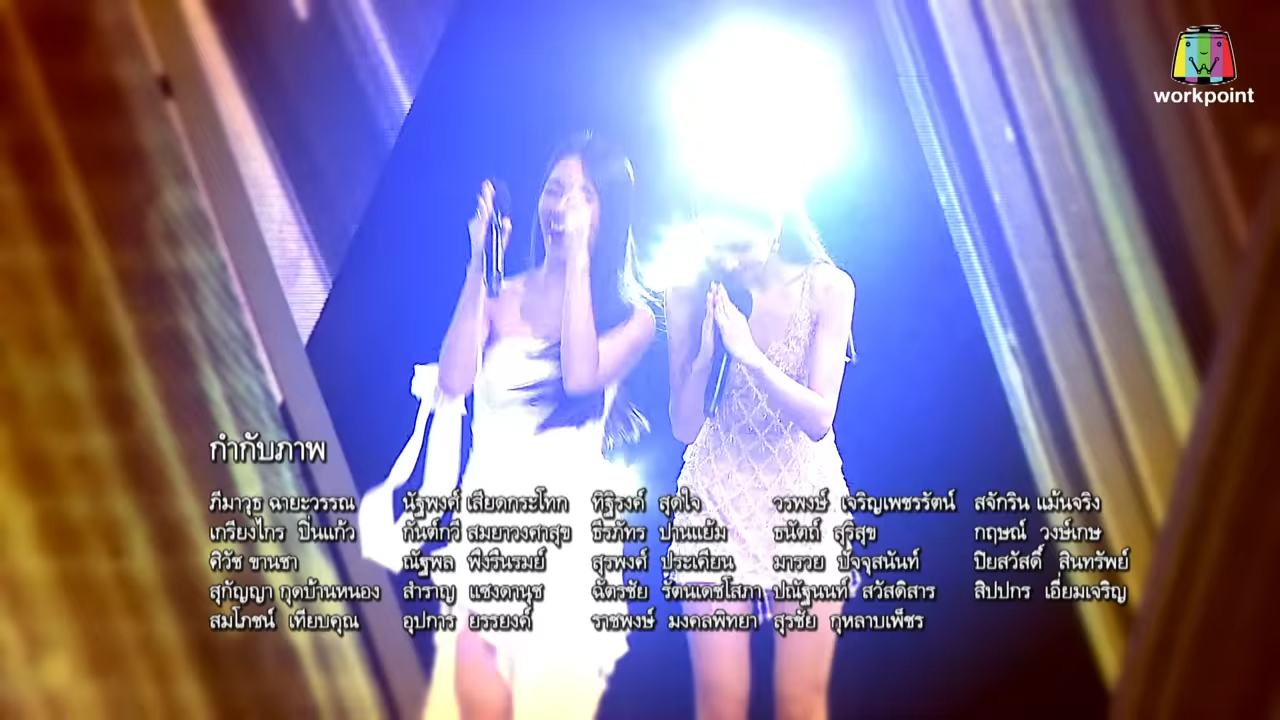 workpoint
กำกับภาพ
ภีมาวุธ ฉายะวรรณ นัฐพงศ์ เสียดกระโทก ทิฐิรงค์ สุดใจ วรพงษ์ เจริญเพชรรัตน์ สจักริน แม้นจริง
เกรียงไกร ปิ่นแก้ว กันต์กวี สมยาวงศาสุข ธีรภัทร ปานแย้ม ธนัตถ์ สุริสุข กฤษณ์ วงษ์เกษ
ศิวัช ขานชา ณัฐพล พึ่งรื่นรมย์ สุรพงค์ ประเดียน มารวย ปัจจุสนันท์ ปิยสวัสดิ์ สินทรัพย์
สุกัญญา กุดบ้านหนอง สำราญ แซงดานุช ฉัตรชัย รัตนเดชโสภา ปณัฐนนท์ สวัสดิสาร สิปปกร เอี่ยมเจริญ
สมโภชน์ เทียบคุณ อุปการ ยรรยงค์ ราชพงษ์ มงคลพิทยา สุรชัย กุหลาบเพ็ชร